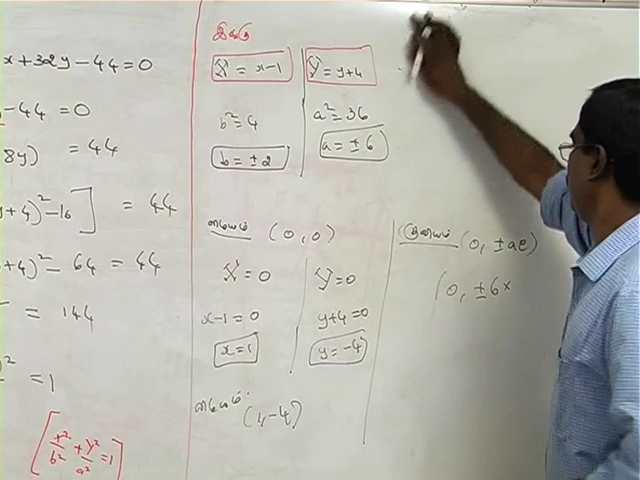 x+32y-44=0
-44=0
8y) =44
y+4)²-16] =44
+4)²-64=44
=144
=1
[x²/b²+y²/a²=1]
இங்கு
X=x-1
Y=y+4
b²=4
a²=36
b=±2
a=±6
மையம் (0,0)
X=0
Y=0
x-1=0
y+4=0
x=1
y=-4
மையம் (1,-4)
குவியம் (0,±ae)
(0,±6×